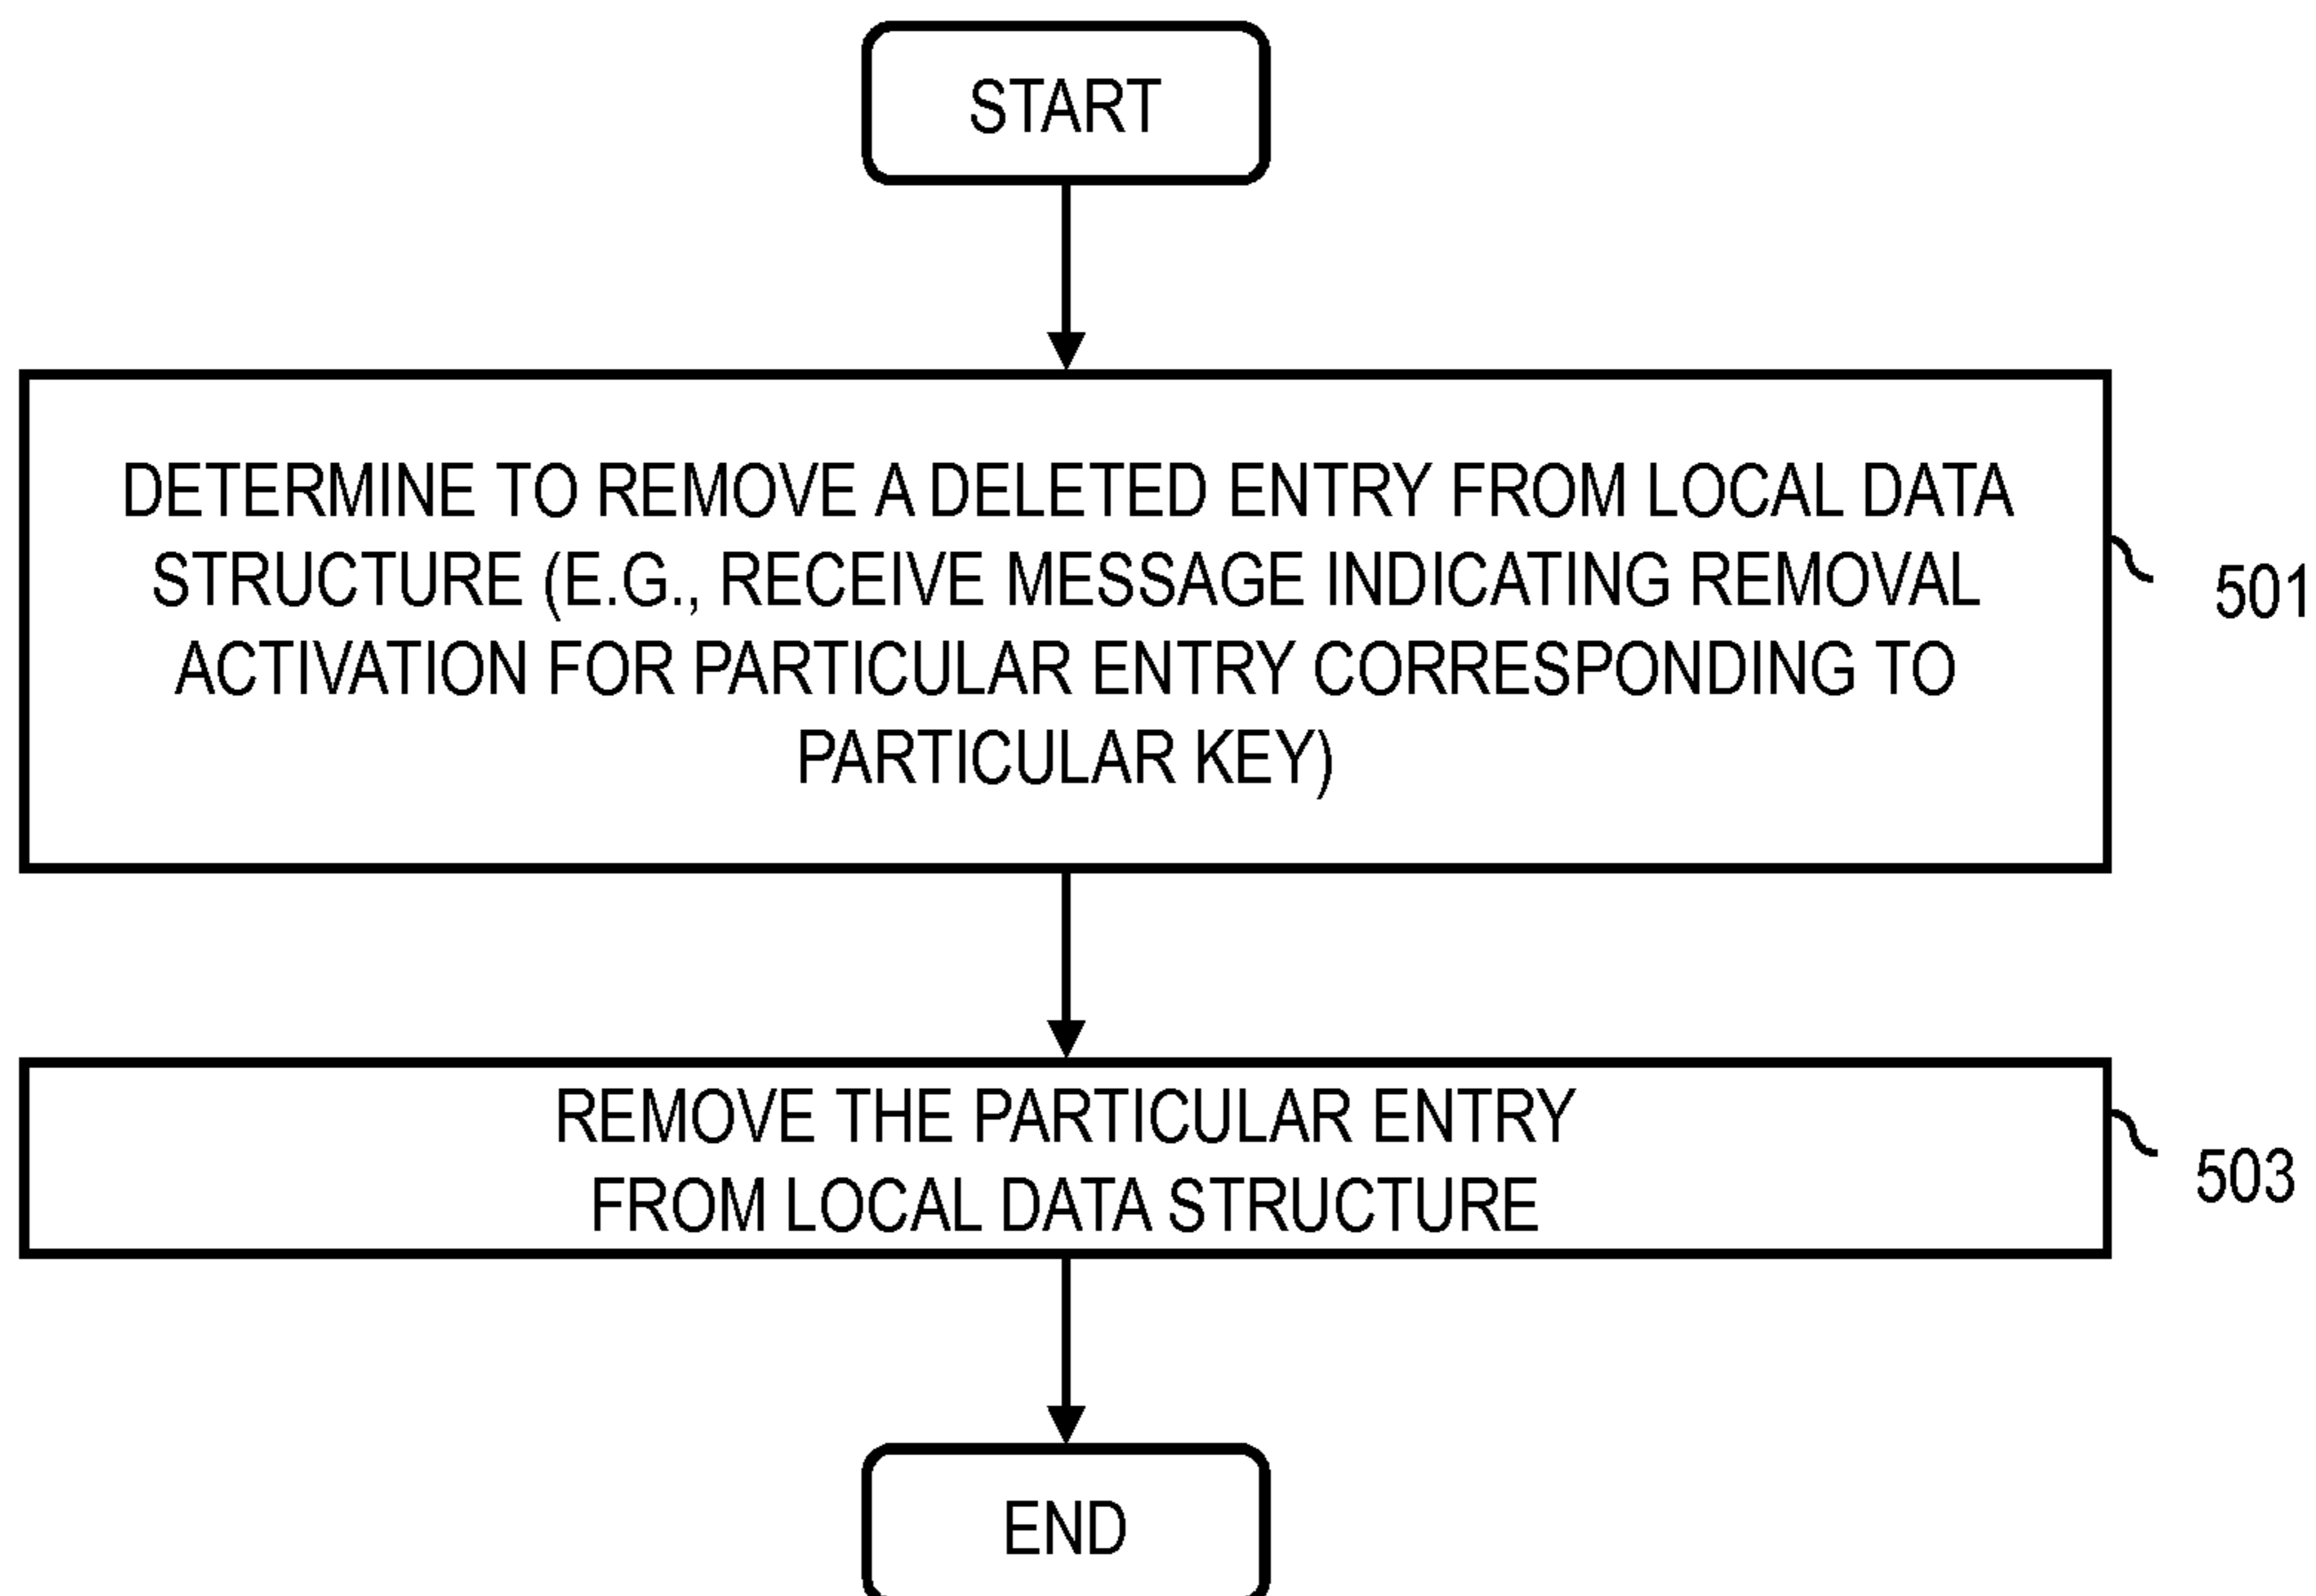 START
DETERMINE TO REMOVE A DELETED ENTRY FROM LOCAL DATA
STRUCTURE (E.G., RECEIVE MESSAGE INDICATING REMOVAL
ACTIVATION FOR PARTICULAR ENTRY CORRESPONDING TO
PARTICULAR KEY)
501
REMOVE THE PARTICULAR ENTRY
FROM LOCAL DATA STRUCTURE
503
END